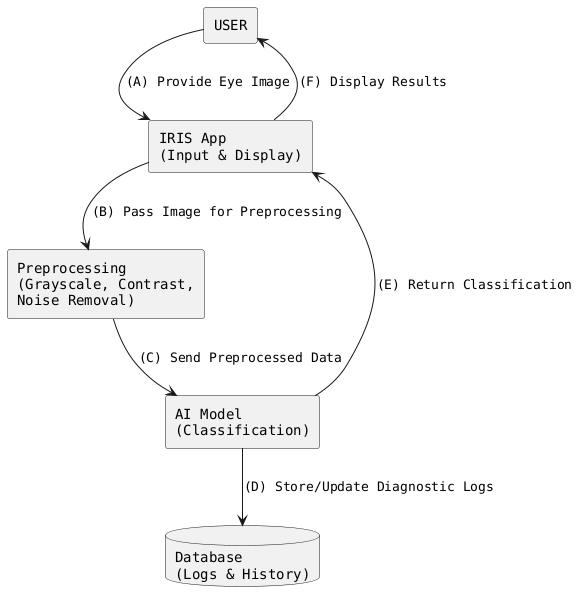 USER
(A) Provide Eye Image
(F) Display Results
IRIS App
(Input & Display)
(B) Pass Image for Preprocessing
Preprocessing
(Grayscale, Contrast,
Noise Removal)
(E) Return Classification
(C) Send Preprocessed Data
AI Model
(Classification)
(D) Store/Update Diagnostic Logs
Database
(Logs & History)